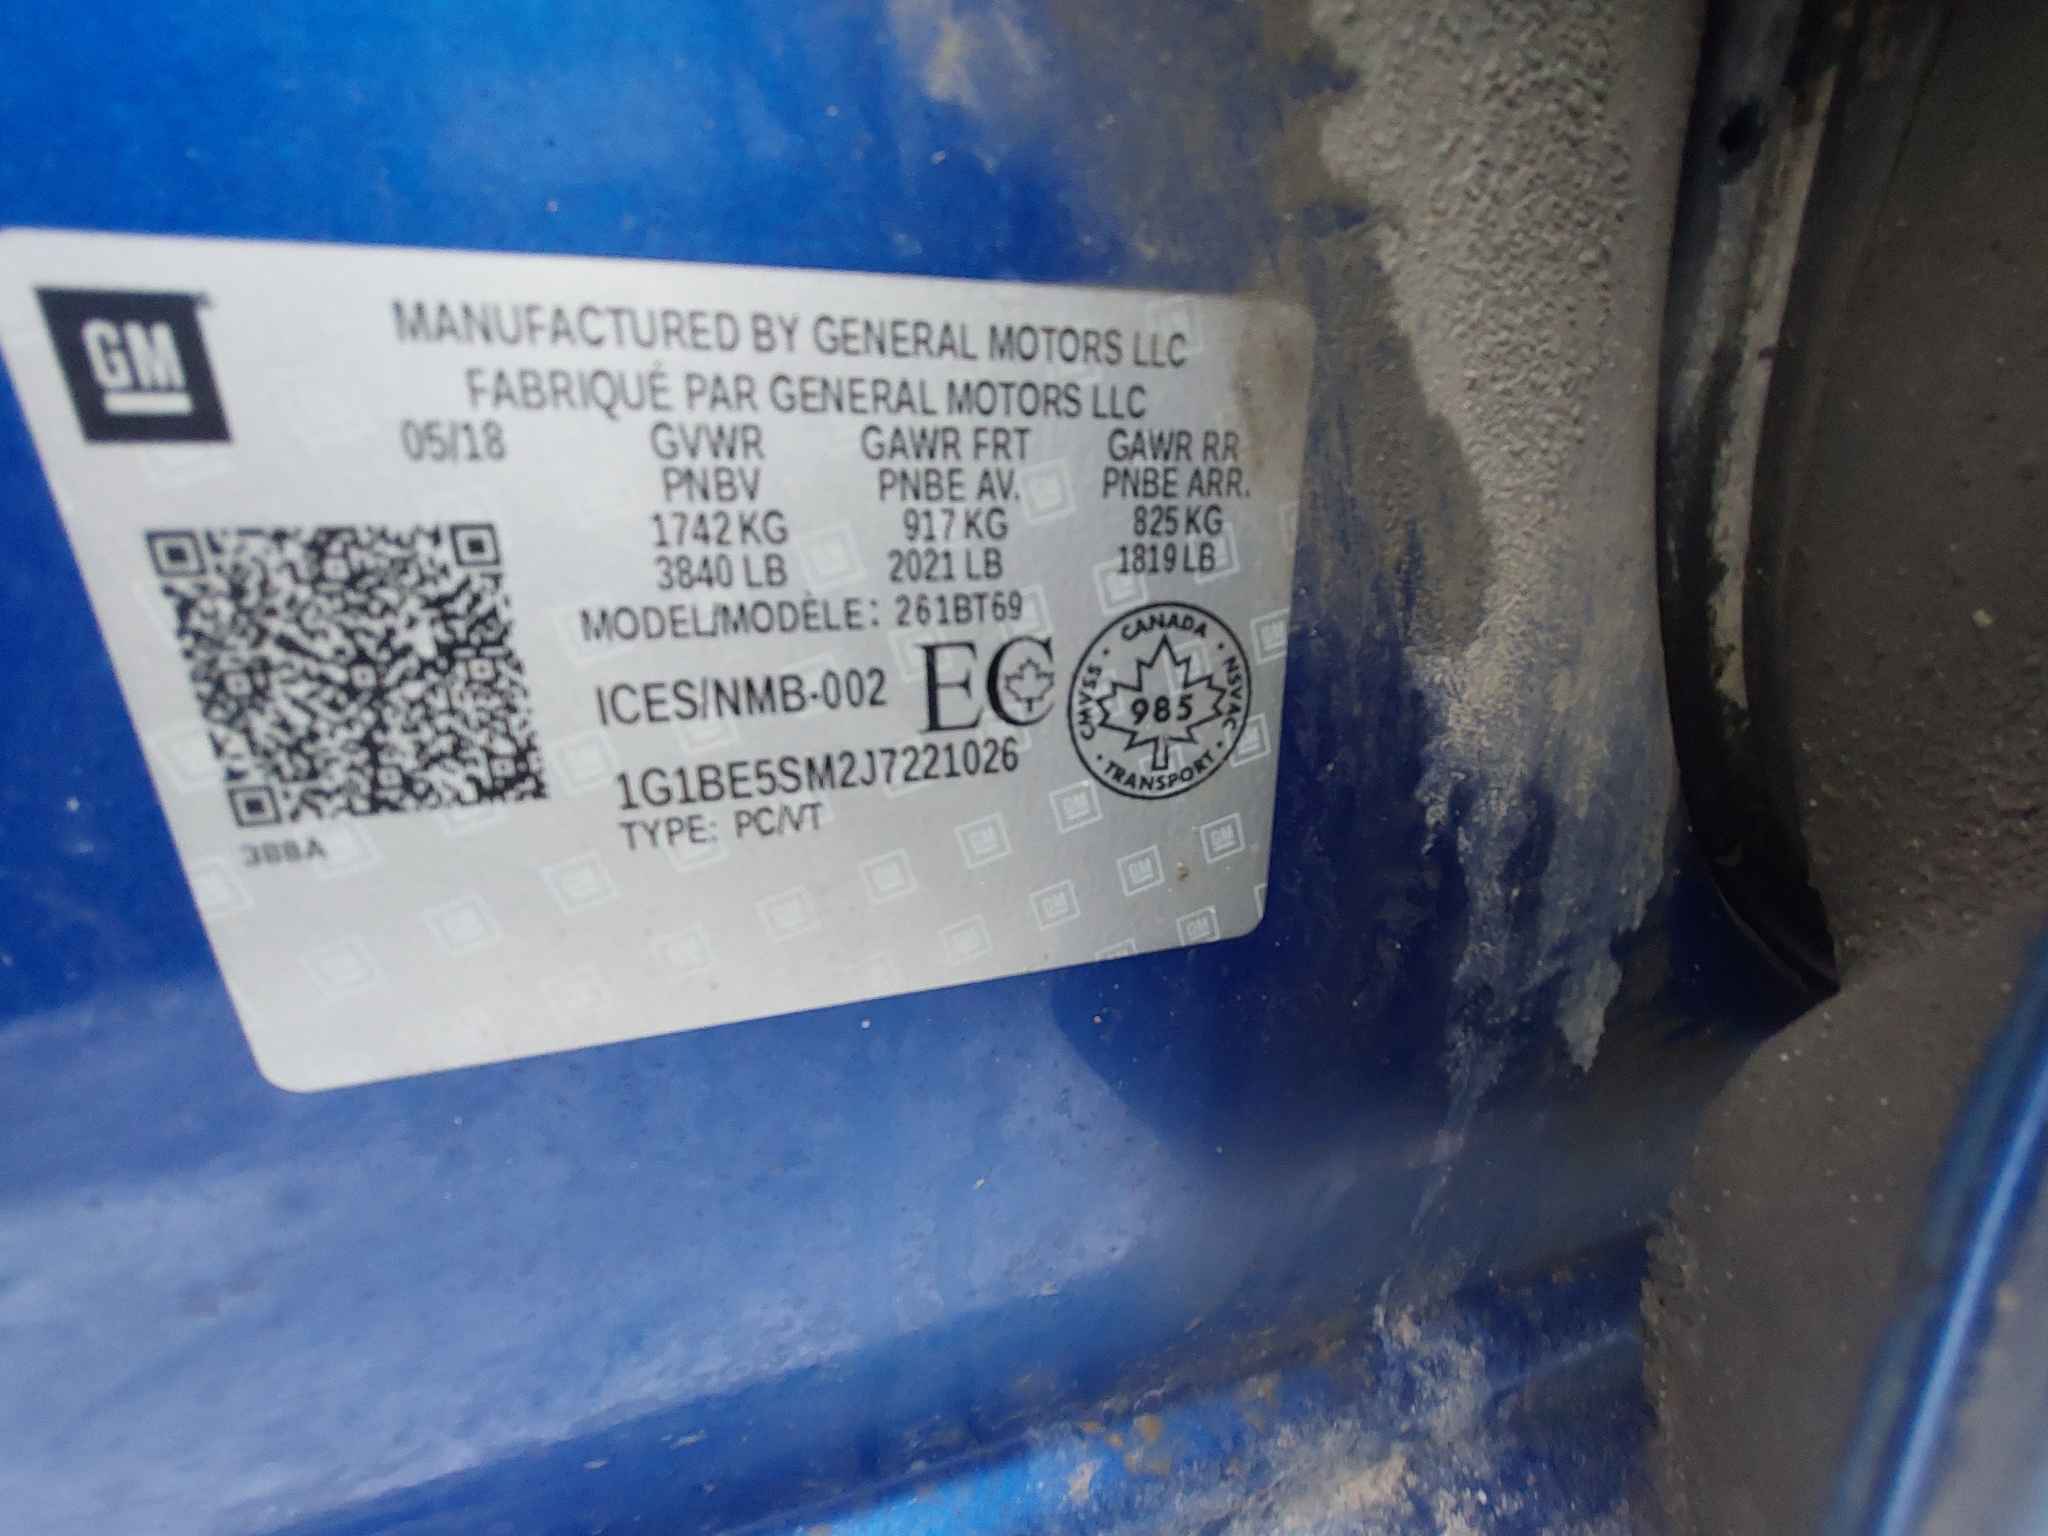 GM
MANUFACTURED BY GENERAL MOTORS LLC
FABRIQUÉ PAR GENERAL MOTORS LLC
05/18 GVWR GAWR FRT GAWR RR
PNBV PNBE AV. PNBE ARR.
1742 KG 917 KG 825 KG
3840 LB 2021 LB 1819 LB
MODEL/MODÈLE: 261BT69
ICES/NMB-002 EC
CANADA
CMVSS · NSVAC
985
· TRANSPORT ·
1G1BE5SM2J7221026
TYPE: PC/VT
388A